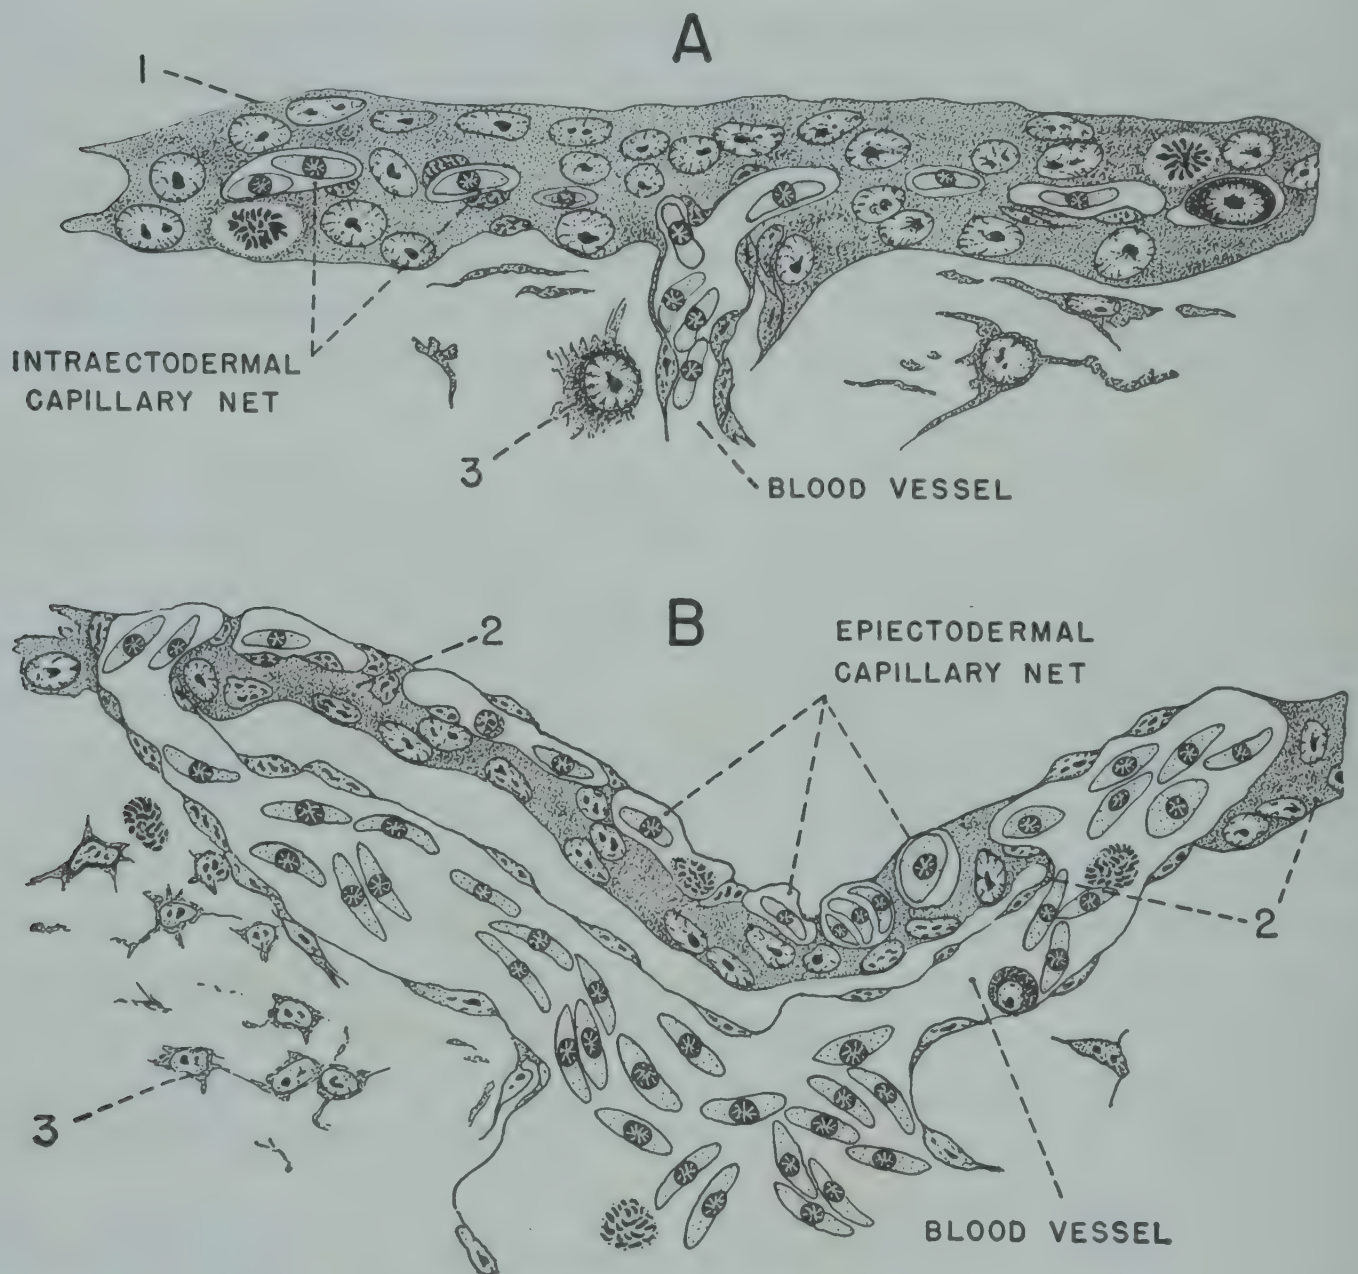 A
1
INTRAECTODERMAL
CAPILLARY NET
3
BLOOD VESSEL
B
2
EPIECTODERMAL
CAPILLARY NET
2
3
BLOOD VESSEL